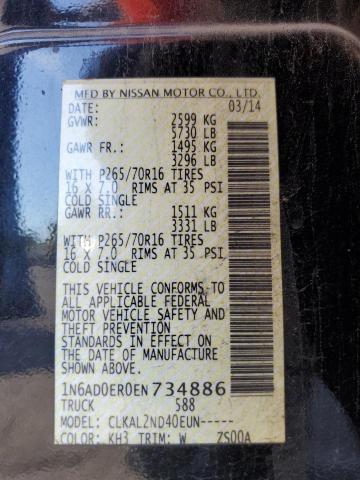 MFD BY NISSAN MOTOR CO., LTD.
DATE: 03/14
GVWR: 2599 KG
5730 LB
GAWR FR.: 1495 KG
3296 LB
WITH P265/70R16 TIRES
16 X 7.0 RIMS AT 35 PSI
COLD SINGLE
GAWR RR.: 1511 KG
3331 LB
WITH P265/70R16 TIRES
16 X 7.0 RIMS AT 35 PSI
COLD SINGLE
THIS VEHICLE CONFORMS TO
ALL APPLICABLE FEDERAL
MOTOR VEHICLE SAFETY AND
THEFT PREVENTION
STANDARDS IN EFFECT ON
THE DATE OF MANUFACTURE
SHOWN ABOVE.
1N6AD0ER0EN734886
TRUCK 588
MODEL: CLKAL2ND40EUN-----
COLOR: KH3 TRIM: W ZS00A